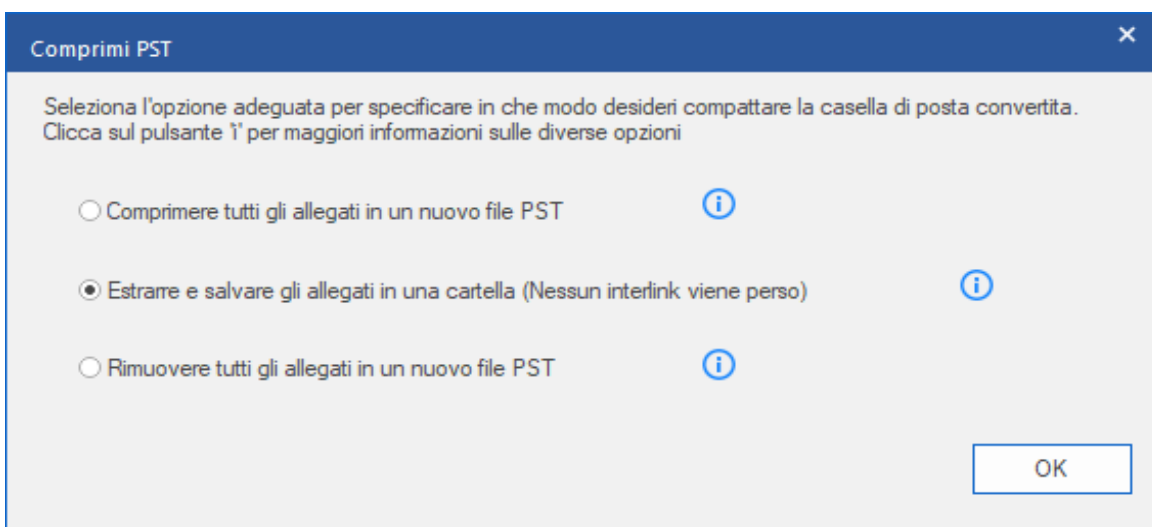 Comprimi PST
Seleziona l'opzione adeguata per specificare in che modo desideri compattare la casella di posta convertita.
Clicca sul pulsante 'i' per maggiori informazioni sulle diverse opzioni
Comprimere tutti gli allegati in un nuovo file PST
Estrarre e salvare gli allegati in una cartella (Nessun interlink viene perso)
Rimuovere tutti gli allegati in un nuovo file PST
OK